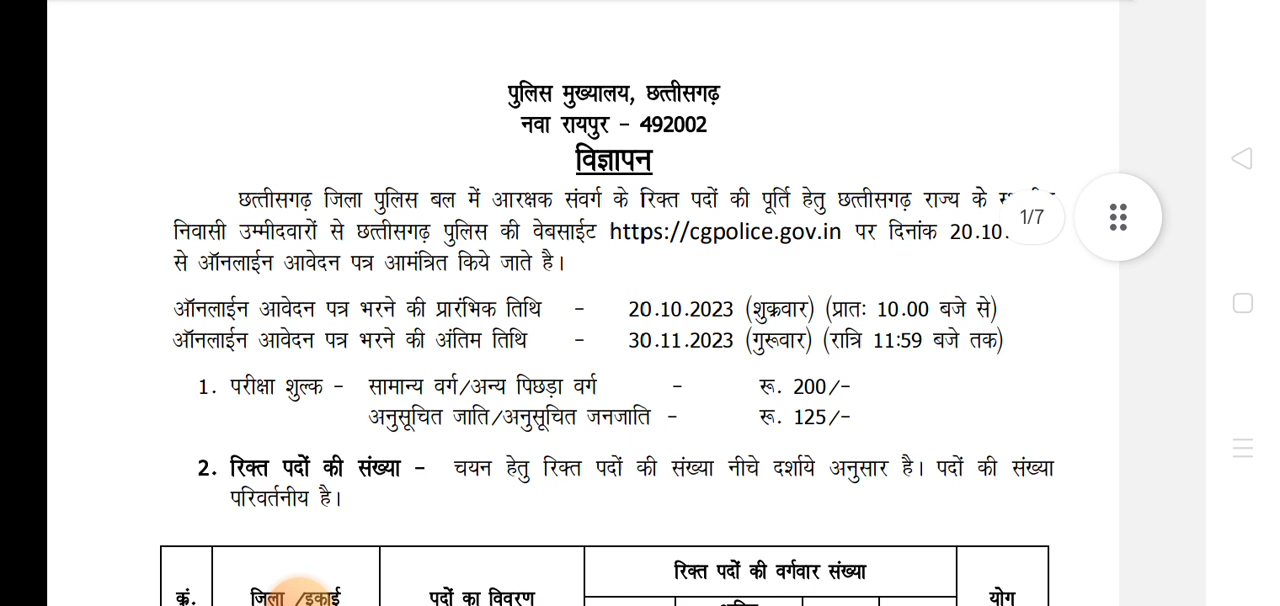 पुलिस मुख्यालय, छत्तीसगढ़
नवा रायपुर – 492002
विज्ञापन
छत्तीसगढ़ जिला पुलिस बल में आरक्षक संवर्ग के रिक्त पदों की पूर्ति हेतु छत्तीसगढ़ राज्य के
1/7
निवासी उम्मीदवारों से छत्तीसगढ़ पुलिस की वेबसाईट https://cgpolice.gov.in पर दिनांक 20.10.
से ऑनलाईन आवेदन पत्र आमंत्रित किये जाते है।
ऑनलाईन आवेदन पत्र भरने की प्रारंभिक तिथि – 20.10.2023 (शुक्रवार) (प्रातः 10.00 बजे से)
ऑनलाईन आवेदन पत्र भरने की अंतिम तिथि – 30.11.2023 (गुरूवार) (रात्रि 11:59 बजे तक)
1. परीक्षा शुल्क – सामान्य वर्ग/अन्य पिछड़ा वर्ग – रू. 200/-
अनुसूचित जाति/अनुसूचित जनजाति – रू. 125/-
2. रिक्त पदों की संख्या – चयन हेतु रिक्त पदों की संख्या नीचे दर्शाये अनुसार है। पदों की संख्या
परिवर्तनीय है।
रिक्त पदों की वर्गवार संख्या
क्रं. जिला /इकाई पदों का विवरण योग